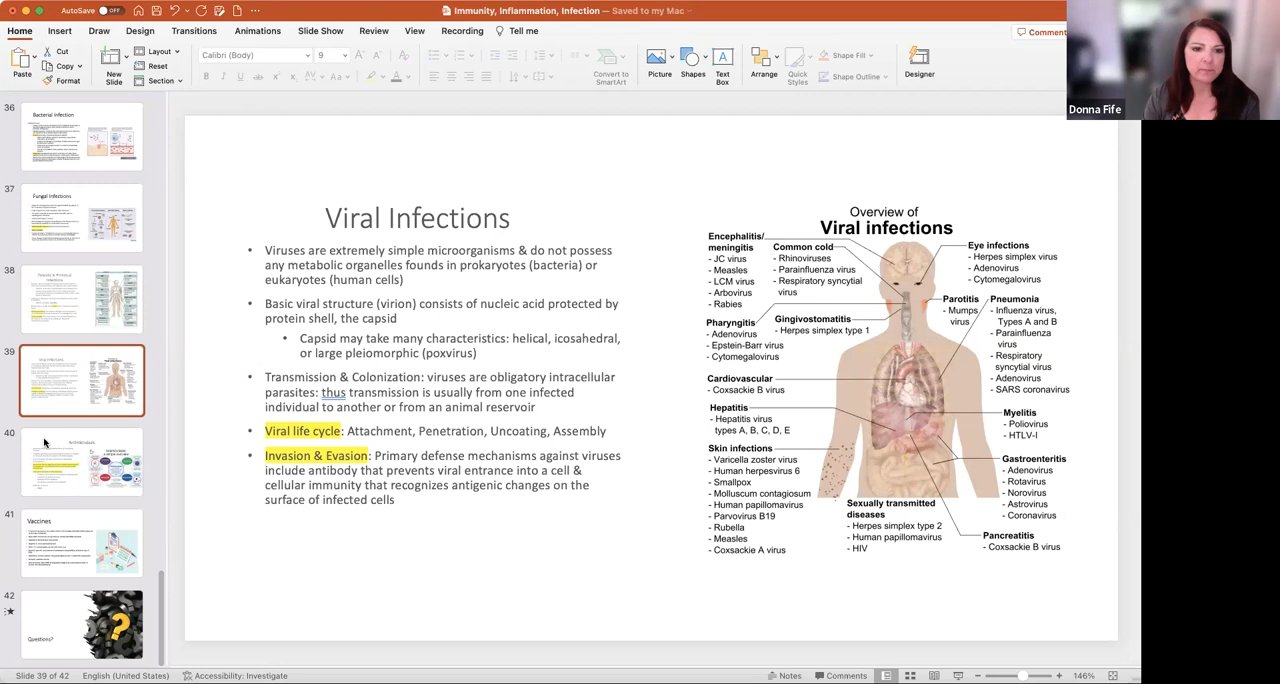 AutoSave OFF
Immunity, Inflammation, Infection — Saved to my Mac
Home Insert Draw Design Transitions Animations Slide Show Review View Recording Tell me
Comment
Paste
Cut
Copy
Format
New Slide
Layout
Reset
Section
Calibri (Body) 9
Convert to SmartArt
Picture
Shapes
Text Box
Arrange
Quick Styles
Shape Fill
Shape Outline
Designer
Donna Fife
36
Bacterial Infection
37
Fungal Infections
38
39
Viral Infections
40
Antimicrobials
41
Vaccines
42
Questions?
Viral Infections
• Viruses are extremely simple microorganisms & do not possess
any metabolic organelles founds in prokaryotes (bacteria) or
eukaryotes (human cells)
• Basic viral structure (virion) consists of nucleic acid protected by
protein shell, the capsid
• Capsid may take many characteristics: helical, icosahedral,
or large pleiomorphic (poxvirus)
• Transmission & Colonization: viruses are obligatory intracellular
parasites: thus transmission is usually from one infected
individual to another or from an animal reservoir
• Viral life cycle: Attachment, Penetration, Uncoating, Assembly
• Invasion & Evasion: Primary defense mechanisms against viruses
include antibody that prevents viral entrance into a cell &
cellular immunity that recognizes antigenic changes on the
surface of infected cells
Overview of
Viral infections
Encephalitis/
meningitis
- JC virus
- Measles
- LCM virus
- Arbovirus
- Rabies
Common cold
- Rhinoviruses
- Parainfluenza virus
- Respiratory syncytial
virus
Eye infections
- Herpes simplex virus
- Adenovirus
- Cytomegalovirus
Pharyngitis
- Adenovirus
- Epstein-Barr virus
- Cytomegalovirus
Gingivostomatitis
- Herpes simplex type 1
Parotitis
- Mumps
virus
Pneumonia
- Influenza virus,
Types A and B
- Parainfluenza
virus
- Respiratory
syncytial virus
- Adenovirus
- SARS coronavirus
Cardiovascular
- Coxsackie B virus
Hepatitis
- Hepatitis virus
types A, B, C, D, E
Myelitis
- Poliovirus
- HTLV-I
Skin infections
- Varicella zoster virus
- Human herpesvirus 6
- Smallpox
- Molluscum contagiosum
- Human papillomavirus
- Parvovirus B19
- Rubella
- Measles
- Coxsackie A virus
Gastroenteritis
- Adenovirus
- Rotavirus
- Norovirus
- Astrovirus
- Coronavirus
Sexually transmitted
diseases
- Herpes simplex type 2
- Human papillomavirus
- HIV
Pancreatitis
- Coxsackie B virus
Slide 39 of 42 English (United States) Accessibility: Investigate
Notes Comments 146%